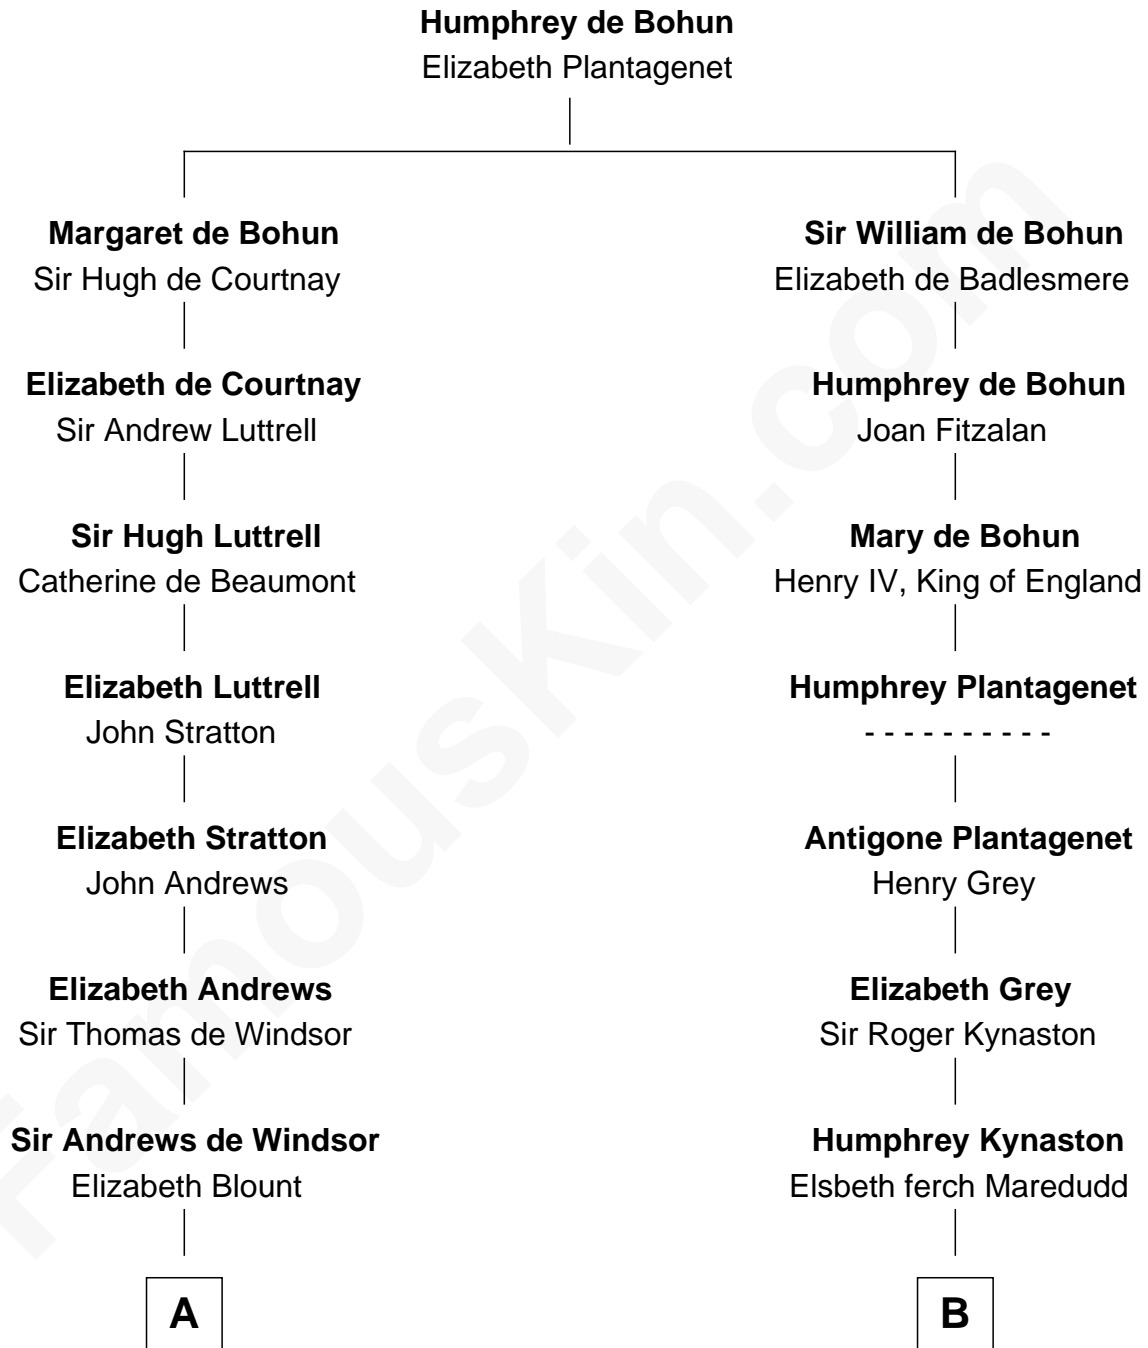 Humphrey de Bohun
Elizabeth Plantagenet
Margaret de Bohun
Sir Hugh de Courtnay
Sir William de Bohun
Elizabeth de Badlesmere
Elizabeth de Courtnay
Sir Andrew Luttrell
Humphrey de Bohun
Joan Fitzalan
Sir Hugh Luttrell
Catherine de Beaumont
Mary de Bohun
Henry IV, King of England
Elizabeth Luttrell
John Stratton
Humphrey Plantagenet
- - - - - - - - - -
Elizabeth Stratton
John Andrews
Antigone Plantagenet
Henry Grey
Elizabeth Andrews
Sir Thomas de Windsor
Elizabeth Grey
Sir Roger Kynaston
Sir Andrews de Windsor
Elizabeth Blount
Humphrey Kynaston
Elsbeth ferch Maredudd
A
B
FamousKin.com